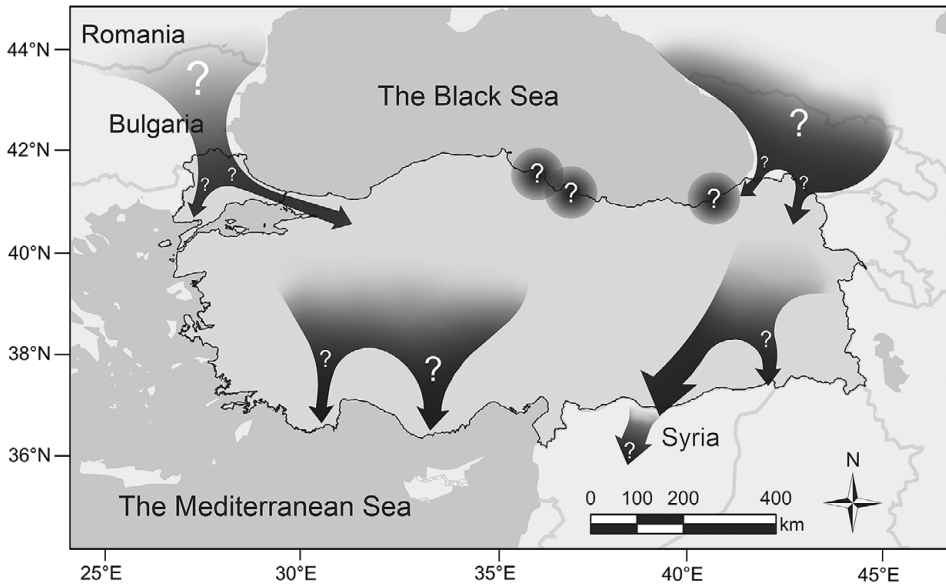 44°N
42°N
40°N
38°N
36°N
Romania
?
Bulgaria
?
?
The Black Sea
?
?
?
?
?
?
?
?
?
Syria
?
The Mediterranean Sea
N
0 100 200 400
km
25°E 30°E 35°E 40°E 45°E